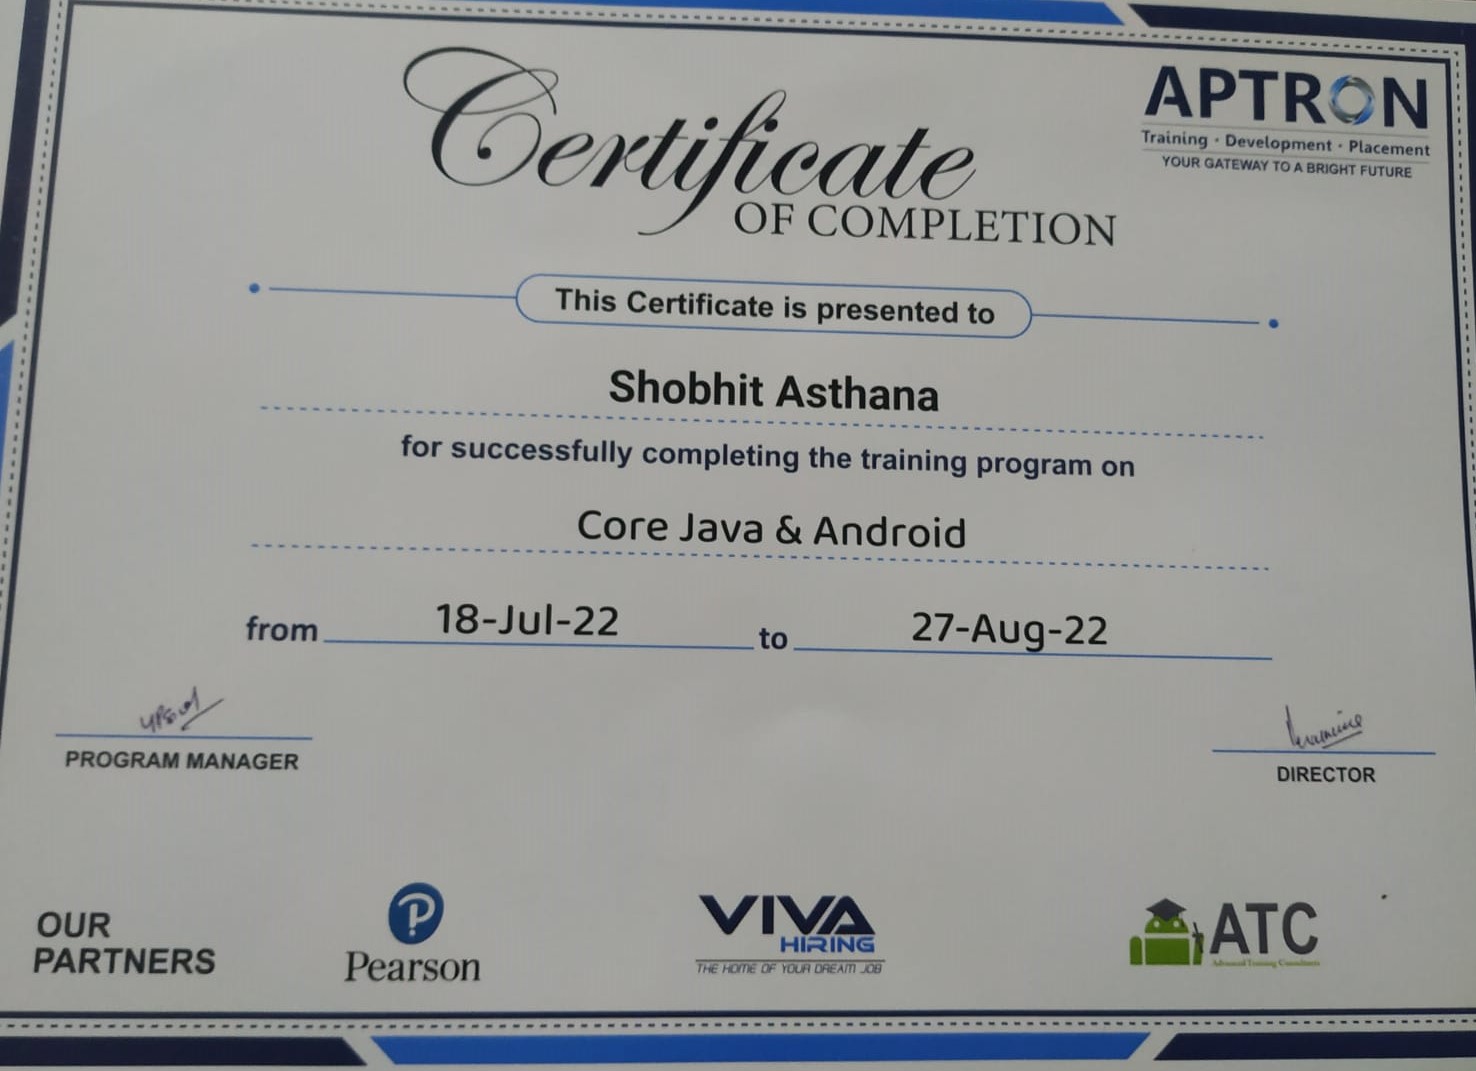 APTRON
Training · Development · Placement
YOUR GATEWAY TO A BRIGHT FUTURE
Certificate
OF COMPLETION
This Certificate is presented to
Shobhit Asthana
for successfully completing the training program on
Core Java & Android
from 18-Jul-22 to 27-Aug-22
PROGRAM MANAGER
DIRECTOR
OUR
PARTNERS
Pearson
VIVA
HIRING
THE HOME OF YOUR DREAM JOB
ATC
Advanced Training Consultants